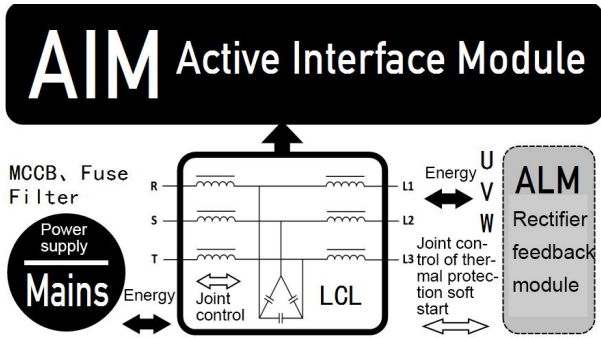 AIM Active Interface Module
MCCB、Fuse
Filter
Power
supply
Mains
Energy
R
S
T
L1
L2
L3
Joint
control
LCL
Energy
U
V
W
Joint con-
trol of ther-
mal protec-
tion soft
start
ALM
Rectifier
feedback
module